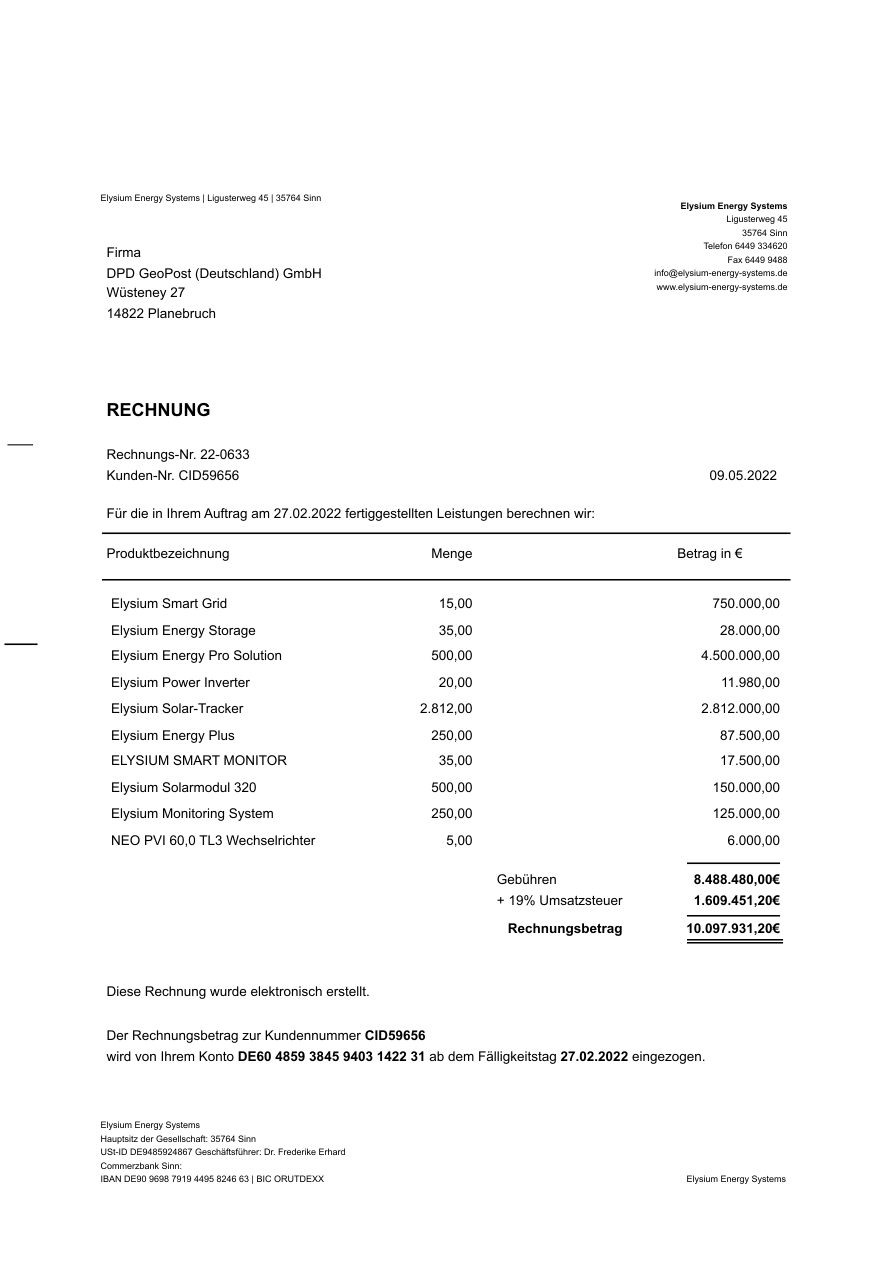 Elysium Energy Systems | Ligusterweg 45 | 35764 Sinn
Elysium Energy Systems
Ligusterweg 45
35764 Sinn
Telefon 6449 334620
Fax 6449 9488
info@elysium-energy-systems.de
www.elysium-energy-systems.de
Firma
DPD GeoPost (Deutschland) GmbH
Wüsteney 27
14822 Planebruch
RECHNUNG
Rechnungs-Nr. 22-0633
Kunden-Nr. CID59656 09.05.2022
Für die in Ihrem Auftrag am 27.02.2022 fertiggestellten Leistungen berechnen wir:
Produktbezeichnung Menge Betrag in €
Elysium Smart Grid 15,00 750.000,00
Elysium Energy Storage 35,00 28.000,00
Elysium Energy Pro Solution 500,00 4.500.000,00
Elysium Power Inverter 20,00 11.980,00
Elysium Solar-Tracker 2.812,00 2.812.000,00
Elysium Energy Plus 250,00 87.500,00
ELYSIUM SMART MONITOR 35,00 17.500,00
Elysium Solarmodul 320 500,00 150.000,00
Elysium Monitoring System 250,00 125.000,00
NEO PVI 60,0 TL3 Wechselrichter 5,00 6.000,00
Gebühren 8.488.480,00€
+ 19% Umsatzsteuer 1.609.451,20€
Rechnungsbetrag 10.097.931,20€
Diese Rechnung wurde elektronisch erstellt.
Der Rechnungsbetrag zur Kundennummer CID59656
wird von Ihrem Konto DE60 4859 3845 9403 1422 31 ab dem Fälligkeitstag 27.02.2022 eingezogen.
Elysium Energy Systems
Hauptsitz der Gesellschaft: 35764 Sinn
USt-ID DE9485924867 Geschäftsführer: Dr. Frederike Erhard
Commerzbank Sinn:
IBAN DE90 9698 7919 4495 8246 63 | BIC ORUTDEXX Elysium Energy Systems